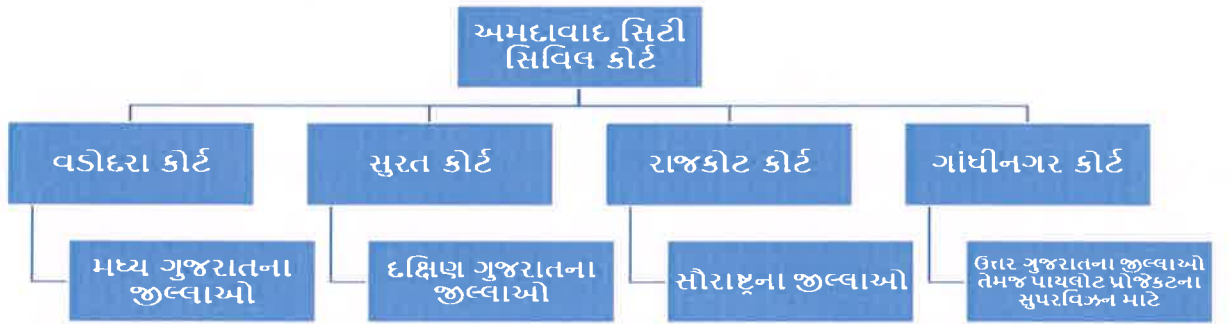 અમદાવાદ સિટી
સિવિલ કોર્ટ
વડોદરા કોર્ટ
સુરત કોર્ટ
રાજકોટ કોર્ટ
ગાંધીનગર કોર્ટ
મધ્ય ગુજરાતના
જીલ્લાઓ
દક્ષિણ ગુજરાતના
જીલ્લાઓ
સૌરાષ્ટ્રના જીલ્લાઓ
ઉત્તર ગુજરાતના જીલ્લાઓ
તેમજ પાયલોટ પ્રોજેકટના
સુપરવિઝન માટે